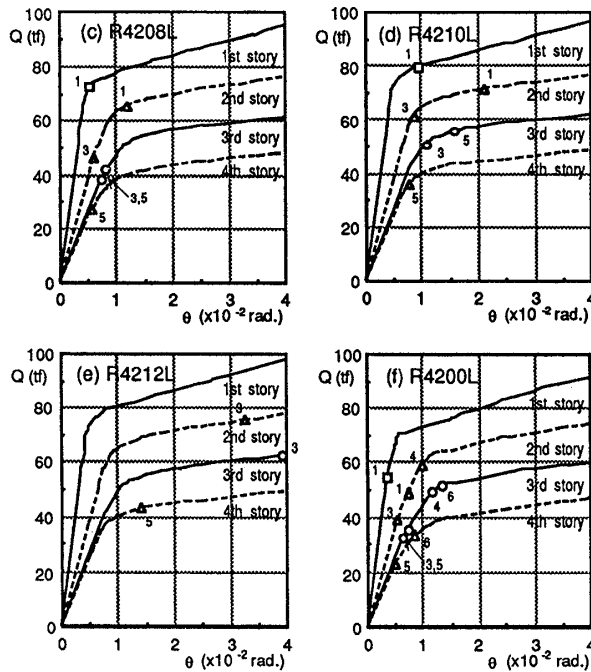 100
Q (tf)
(c) R4208L
80
60
40
20
0
1
1
3
3,5
5
1st story
2nd story
3rd story
4th story
0 1 2 3 4
θ (x10⁻² rad.)
100
Q (tf)
(d) R4210L
80
60
40
20
0
1
1
3
5
3
5
1st story
2nd story
3rd story
4th story
0 1 2 3 4
θ (x10⁻² rad.)
100
Q (tf)
(e) R4212L
80
60
40
20
0
3
3
5
1st story
2nd story
3rd story
4th story
0 1 2 3 4
θ (x10⁻² rad.)
100
Q (tf)
(f) R4200L
80
60
40
20
0
1
4
1
3
6
4
6
3,5
5
1st story
2nd story
3rd story
4th story
0 1 2 3 4
θ (x10⁻² rad.)